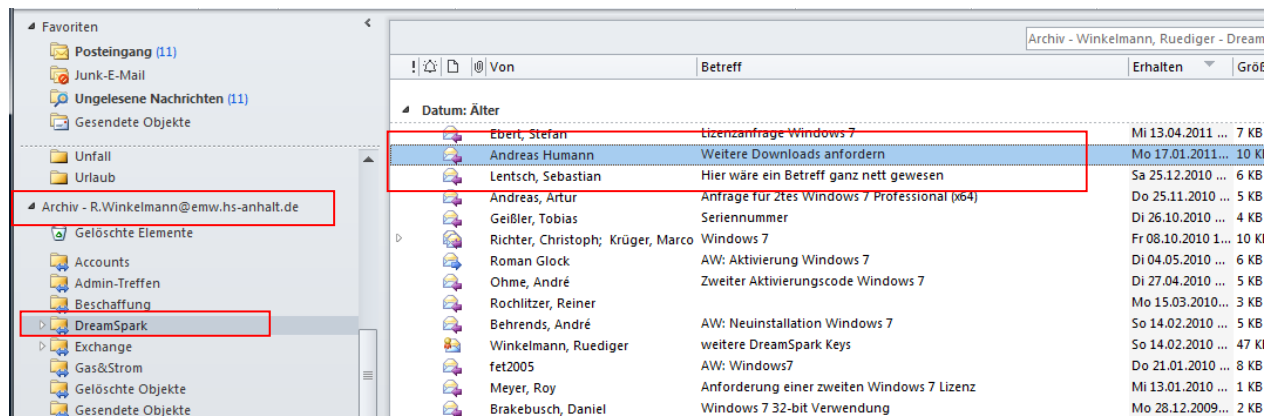 Favoriten
Posteingang (11)
Junk-E-Mail
Ungelesene Nachrichten (11)
Gesendete Objekte
Unfall
Urlaub
Archiv - R.Winkelmann@emw.hs-anhalt.de
Gelöschte Elemente
Accounts
Admin-Treffen
Beschaffung
DreamSpark
Exchange
Gas&Strom
Gelöschte Objekte
Gesendete Objekte
Archiv - Winkelmann, Ruediger - Dream
! Von Betreff Erhalten Größ
Datum: Älter
Ebert, Stefan Lizenzanfrage Windows 7 Mi 13.04.2011 ... 7 KB
Andreas Humann Weitere Downloads anfordern Mo 17.01.2011... 10 KB
Lentsch, Sebastian Hier wäre ein Betreff ganz nett gewesen Sa 25.12.2010 ... 6 KB
Andreas, Artur Anfrage für 2tes Windows 7 Professional (x64) Do 25.11.2010 ... 5 KB
Geißler, Tobias Seriennummer Di 26.10.2010 ... 4 KB
Richter, Christoph; Krüger, Marco Windows 7 Fr 08.10.2010 1... 10 KB
Roman Glock AW: Aktivierung Windows 7 Di 04.05.2010 ... 6 KB
Ohme, André Zweiter Aktivierungscode Windows 7 Di 27.04.2010 ... 5 KB
Rochlitzer, Reiner Mo 15.03.2010... 3 KB
Behrends, André AW: Neuinstallation Windows 7 So 14.02.2010 ... 5 KB
Winkelmann, Ruediger weitere DreamSpark Keys So 14.02.2010 ... 47 KB
fet2005 AW: Windows7 Do 21.01.2010 ... 8 KB
Meyer, Roy Anforderung einer zweiten Windows 7 Lizenz Mi 13.01.2010 ... 1 KB
Brakebusch, Daniel Windows 7 32-bit Verwendung Mo 28.12.2009... 2 KB